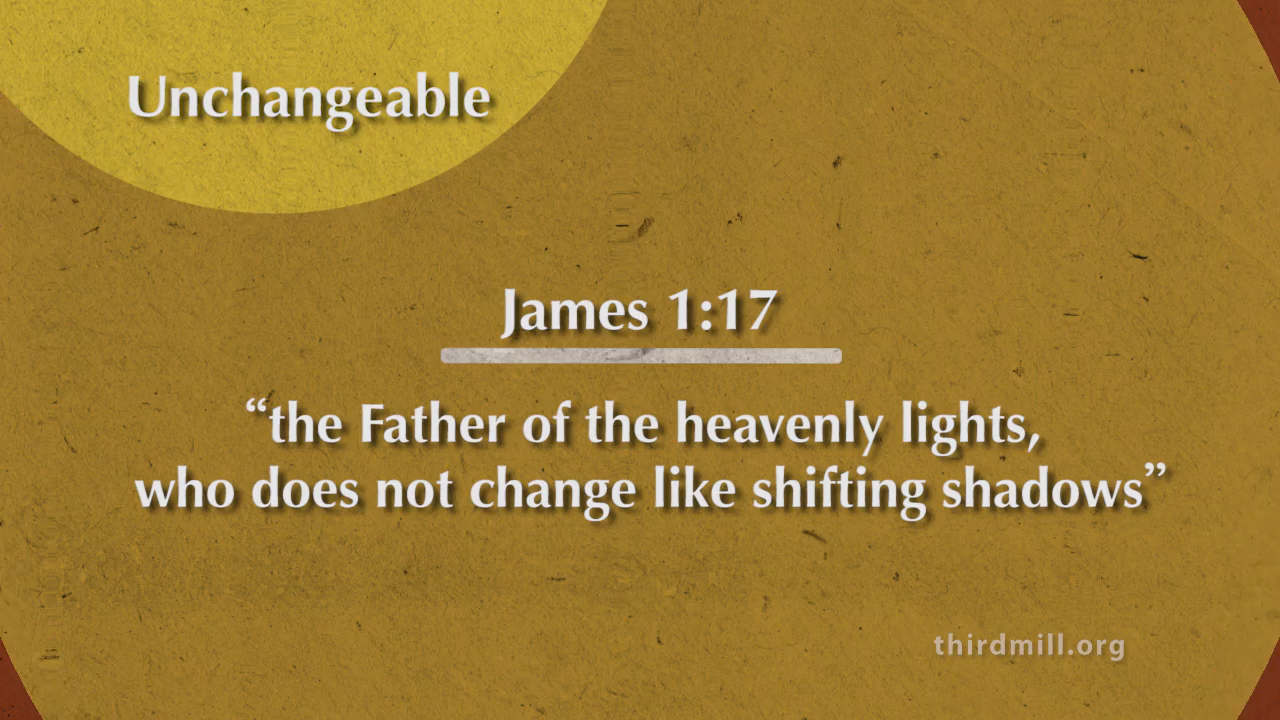 Unchangeable
James 1:17
“the Father of the heavenly lights,
who does not change like shifting shadows”
thirdmill.org